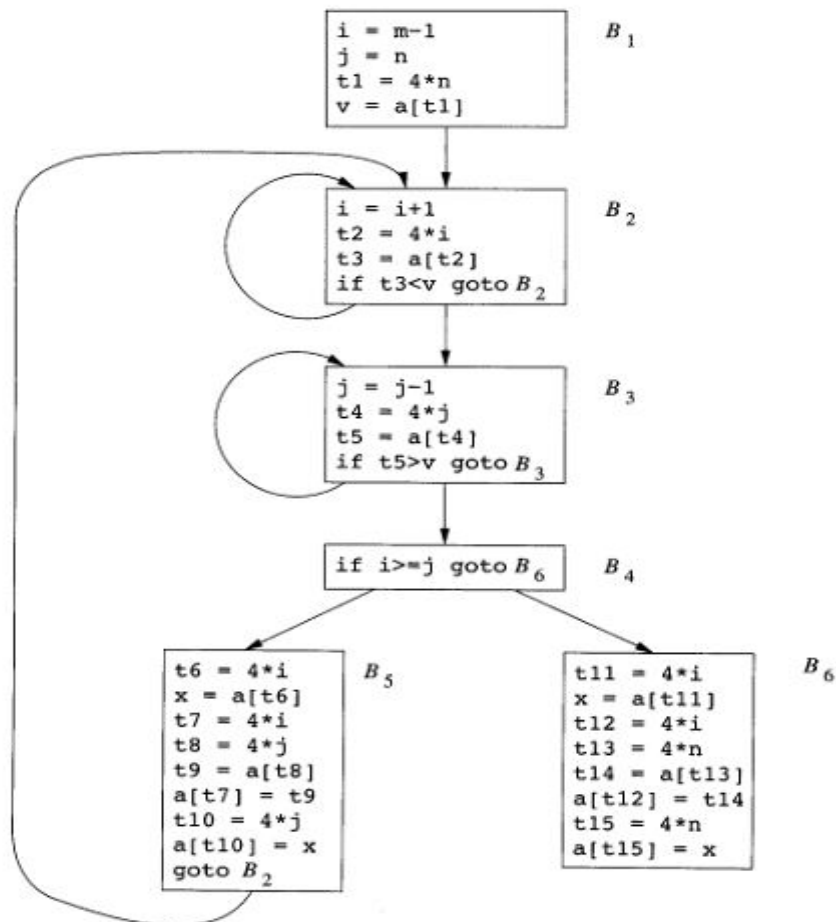 i = m-1
j = n
t1 = 4*n
v = a[t1]
B1
i = i+1
t2 = 4*i
t3 = a[t2]
if t3<v goto B2
B2
j = j-1
t4 = 4*j
t5 = a[t4]
if t5>v goto B3
B3
if i>=j goto B6
B4
t6 = 4*i
x = a[t6]
t7 = 4*i
t8 = 4*j
t9 = a[t8]
a[t7] = t9
t10 = 4*j
a[t10] = x
goto B2
B5
t11 = 4*i
x = a[t11]
t12 = 4*i
t13 = 4*n
t14 = a[t13]
a[t12] = t14
t15 = 4*n
a[t15] = x
B6